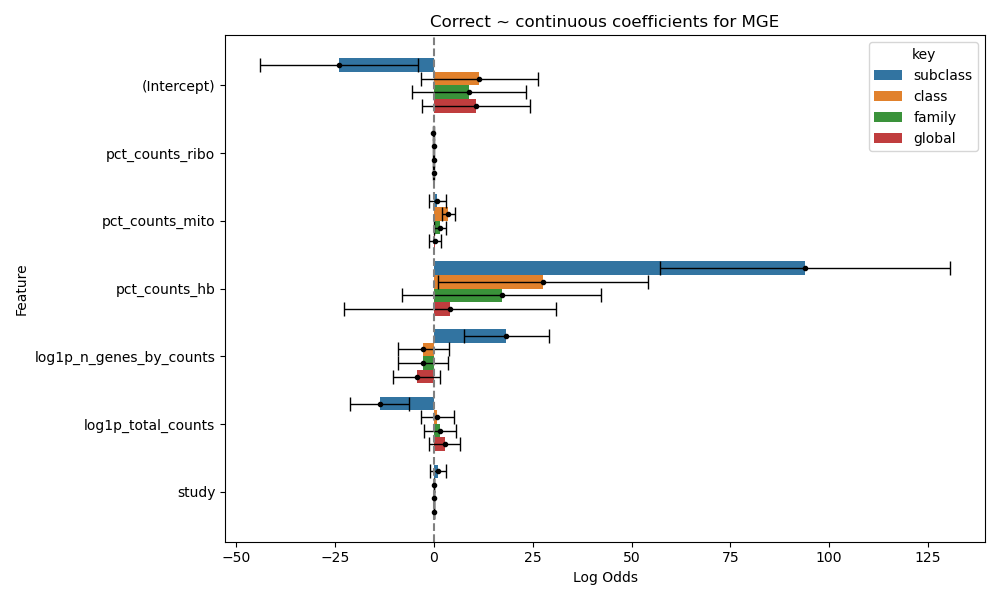 Correct ~ continuous coefficients for MGE
key
subclass
class
family
global
Feature
(Intercept)
pct_counts_ribo
pct_counts_mito
pct_counts_hb
log1p_n_genes_by_counts
log1p_total_counts
study
−50 −25 0 25 50 75 100 125
Log Odds